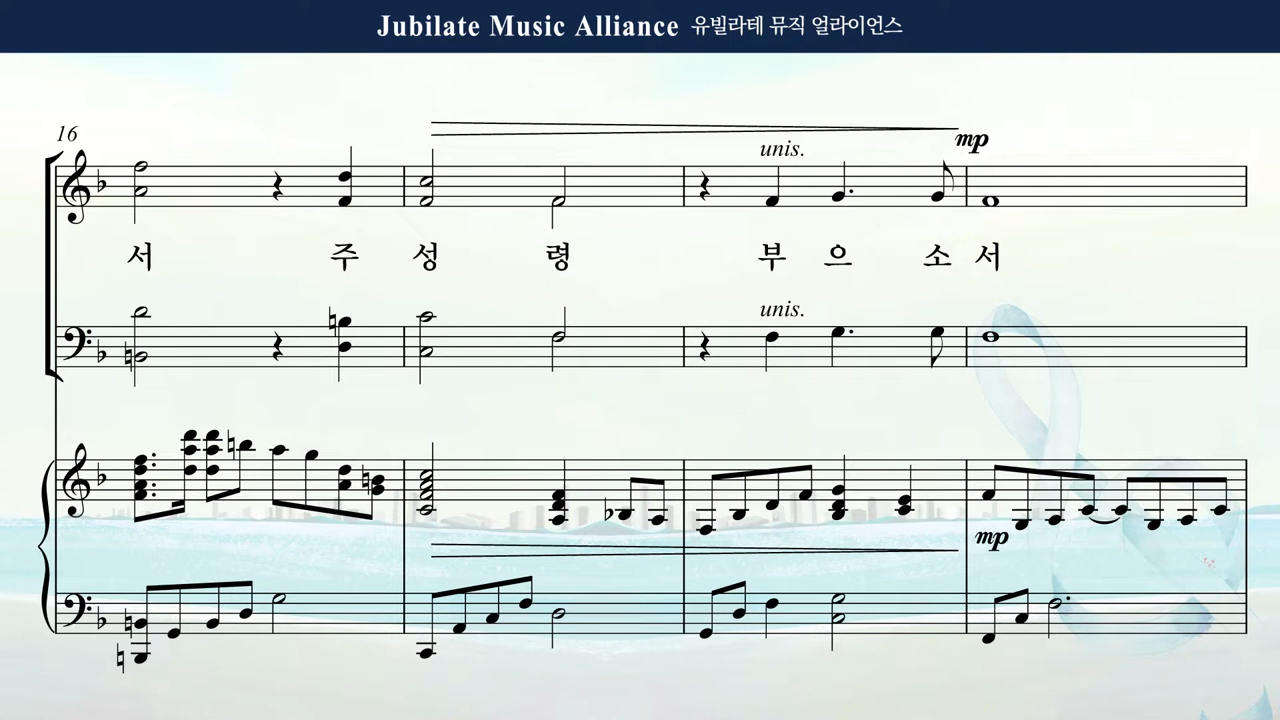 Jubilate Music Alliance 유빌라테 뮤직 얼라이언스
16
mp
unis.
서 주 성 령 부 으 소 서
unis.
mp